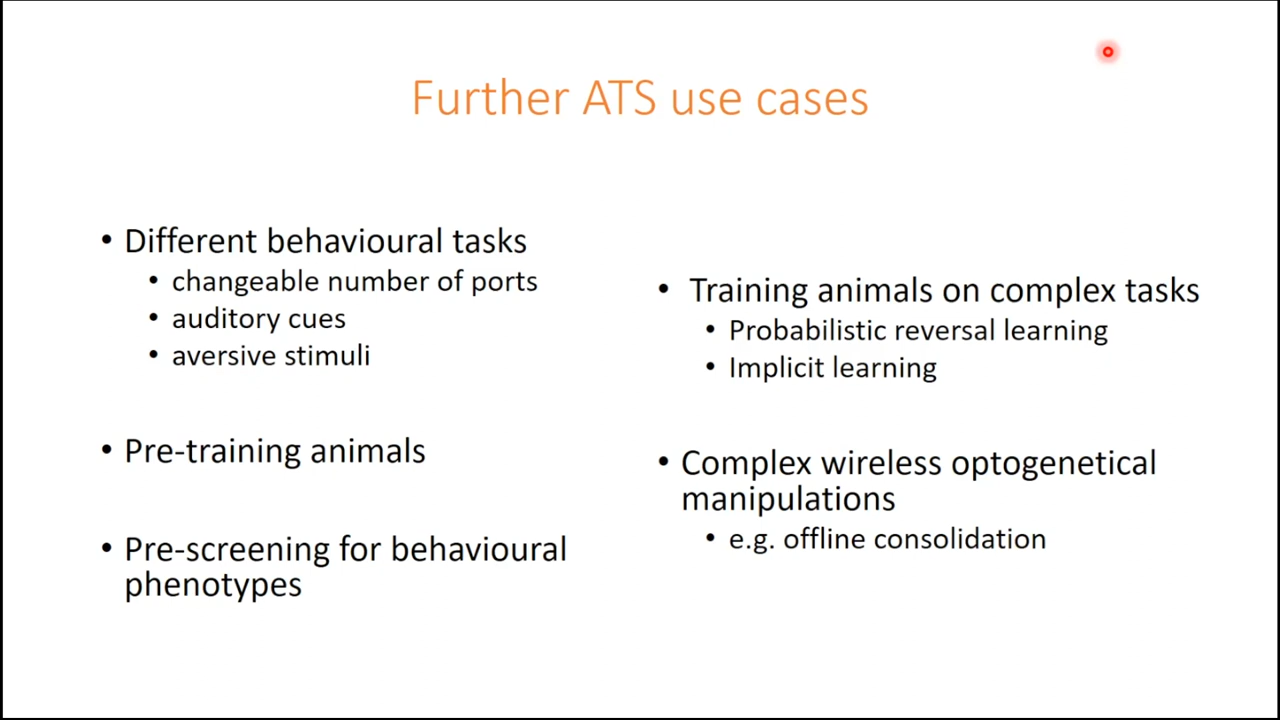 Further ATS use cases
• Different behavioural tasks
• changeable number of ports
• auditory cues
• aversive stimuli
• Pre-training animals
• Pre-screening for behavioural
phenotypes
• Training animals on complex tasks
• Probabilistic reversal learning
• Implicit learning
• Complex wireless optogenetical
manipulations
• e.g. offline consolidation